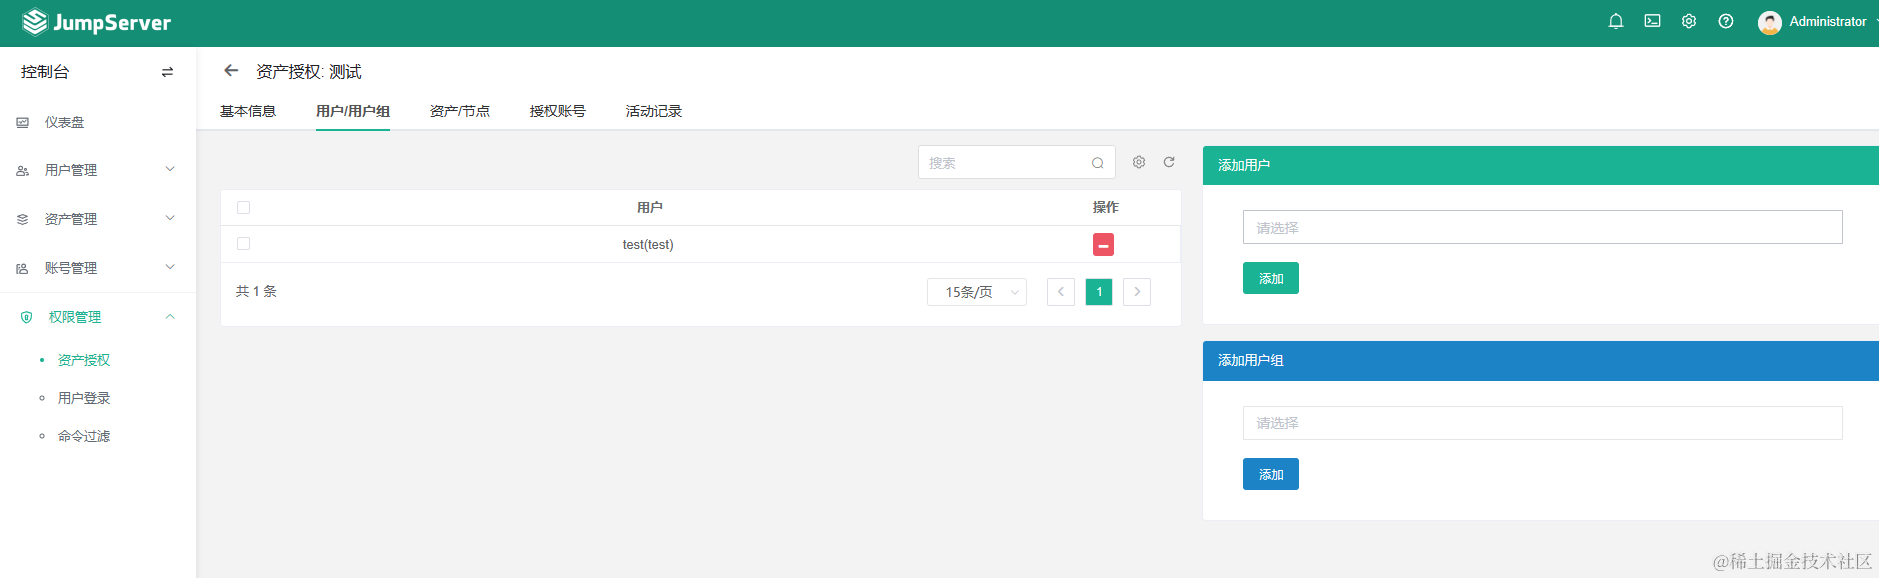 JumpServer
Administrator
控制台
仪表盘
用户管理
资产管理
账号管理
权限管理
资产授权
用户登录
命令过滤
资产授权: 测试
基本信息 用户/用户组 资产/节点 授权账号 活动记录
搜索
用户 操作
test(test)
共 1 条 15条/页 1
添加用户
请选择
添加
添加用户组
请选择
添加
@稀土掘金技术社区